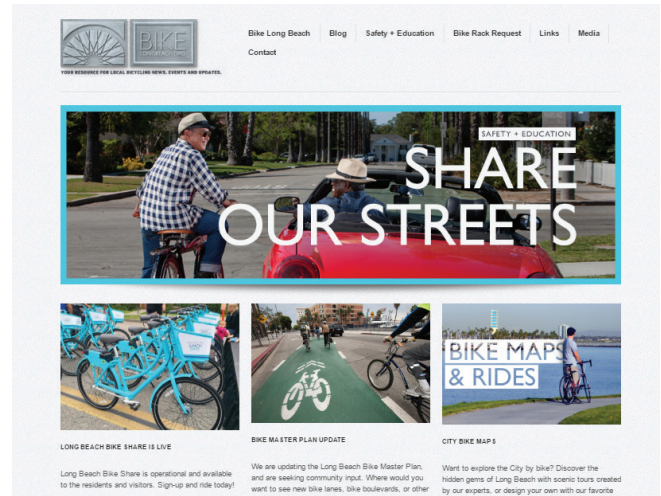 BIKE
YOUR RESOURCE FOR LOCAL BICYCLING NEWS, EVENTS AND UPDATES.
Bike Long Beach Blog Safety + Education Bike Rack Request Links Media
Contact
SAFETY + EDUCATION
SHARE
OUR STREETS
BIKE MAPS
& RIDES
LONG BEACH BIKE SHARE IS LIVE
Long Beach Bike Share is operational and available
to the residents and visitors. Sign-up and ride today!
BIKE MASTER PLAN UPDATE
We are updating the Long Beach Bike Master Plan,
and are seeking community input. Where would you
want to see new bike lanes, bike boulevards, or other
CITY BIKE MAPS
Want to explore the City by bike? Discover the
hidden gems of Long Beach with scenic tours created
by our experts, or design your own with our favorite